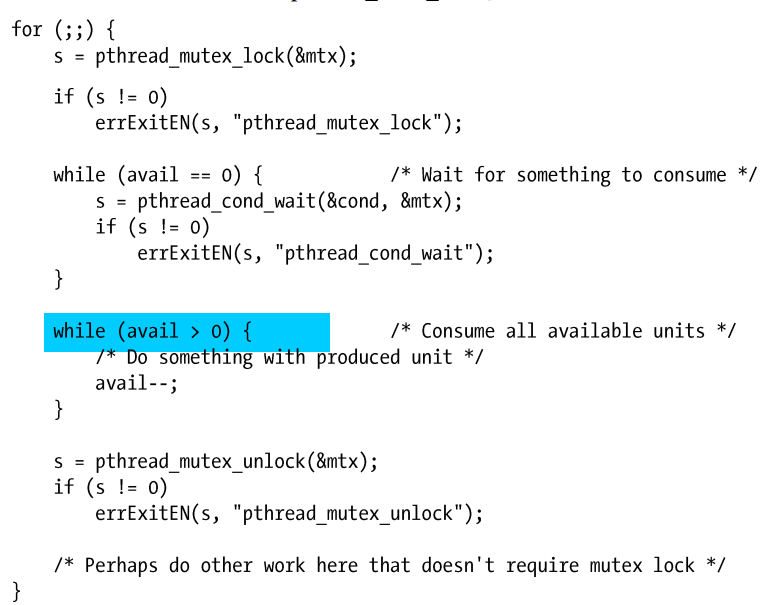 for (;;) {
    s = pthread_mutex_lock(&mtx);
    if (s != 0)
        errExitEN(s, "pthread_mutex_lock");
    while (avail == 0) {            /* Wait for something to consume */
        s = pthread_cond_wait(&cond, &mtx);
        if (s != 0)
            errExitEN(s, "pthread_cond_wait");
    }
    while (avail > 0) {             /* Consume all available units */
        /* Do something with produced unit */
        avail--;
    }
    s = pthread_mutex_unlock(&mtx);
    if (s != 0)
        errExitEN(s, "pthread_mutex_unlock");
    /* Perhaps do other work here that doesn't require mutex lock */
}